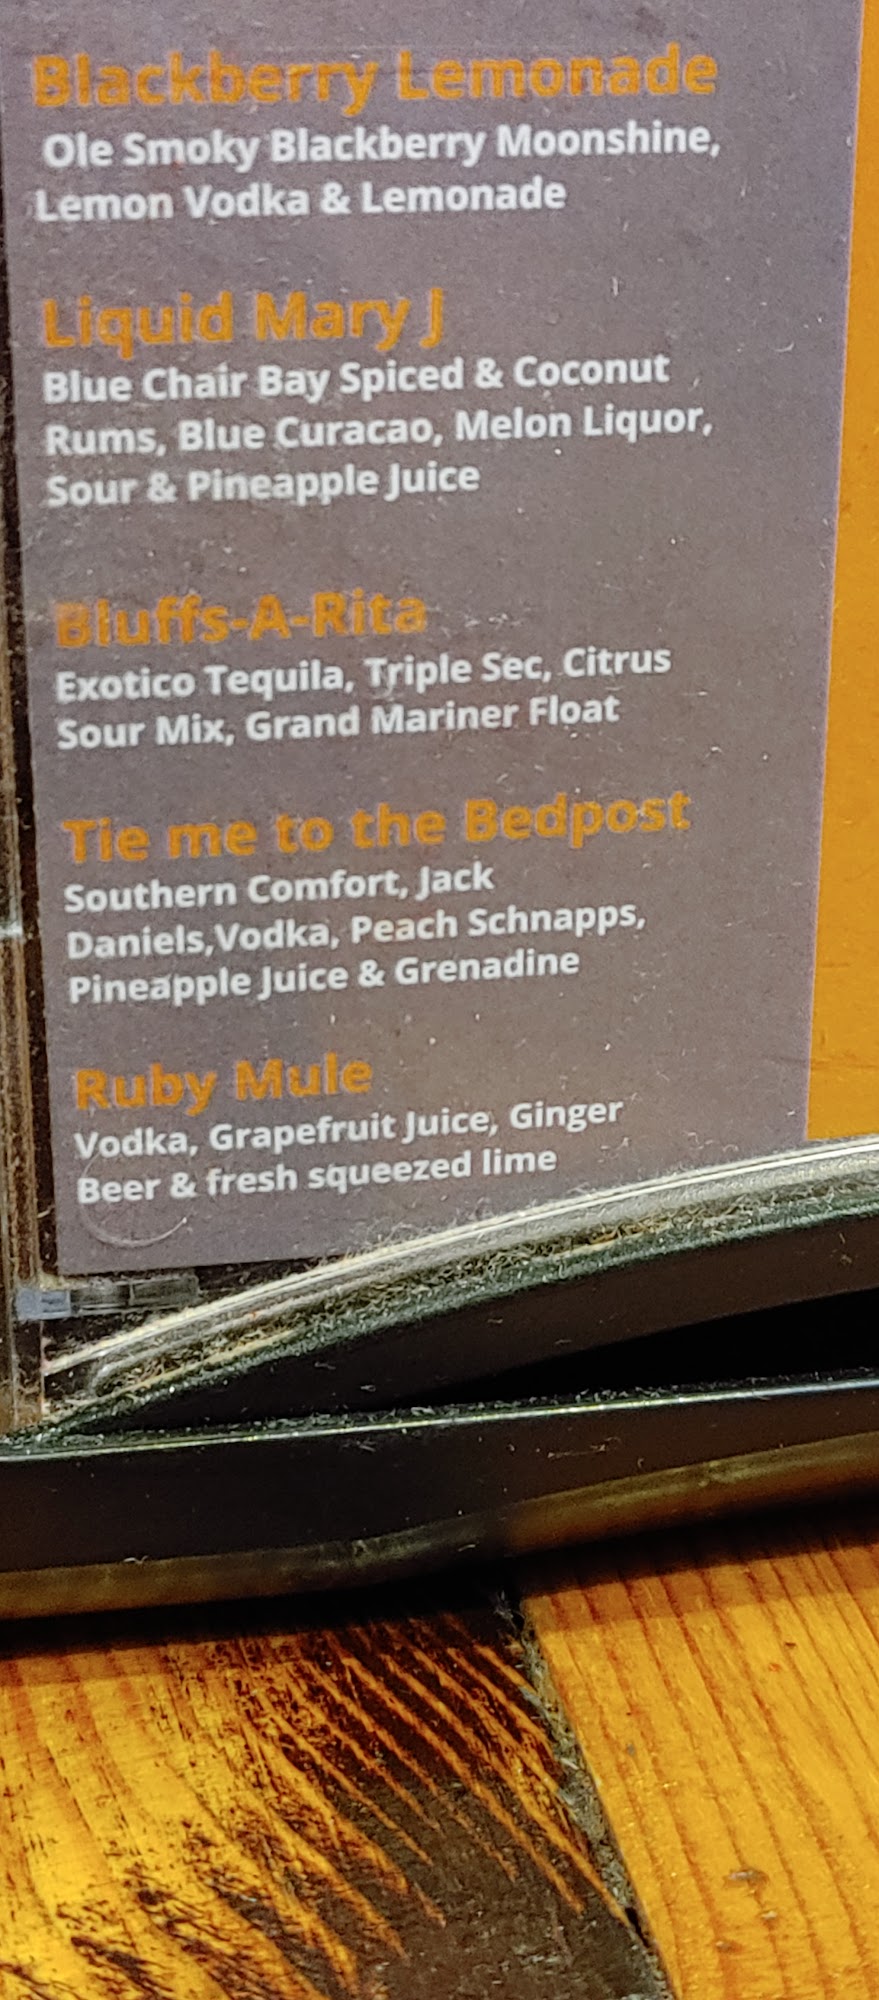 Blackberry Lemonade
Ole Smoky Blackberry Moonshine,
Lemon Vodka & Lemonade
Liquid Mary J
Blue Chair Bay Spiced & Coconut
Rums, Blue Curacao, Melon Liquor,
Sour & Pineapple Juice
Bluffs-A-Rita
Exotico Tequila, Triple Sec, Citrus
Sour Mix, Grand Mariner Float
Tie me to the Bedpost
Southern Comfort, Jack
Daniels,Vodka, Peach Schnapps,
Pineapple Juice & Grenadine
Ruby Mule
Vodka, Grapefruit Juice, Ginger
Beer & fresh squeezed lime